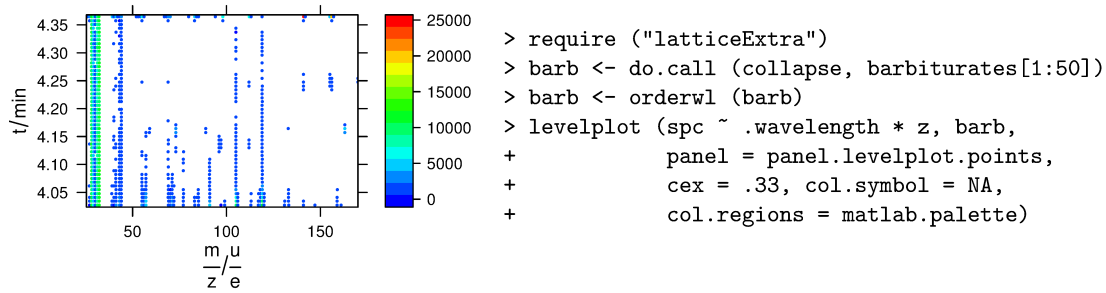 4.35
4.30
4.25
4.20
4.15
4.10
4.05
t/min
50
100
150
m/z / u/e
25000
20000
15000
10000
5000
0
> require ("latticeExtra")
> barb <- do.call (collapse, barbiturates[1:50])
> barb <- orderwl (barb)
> levelplot (spc ~ .wavelength * z, barb,
+ panel = panel.levelplot.points,
+ cex = .33, col.symbol = NA,
+ col.regions = matlab.palette)